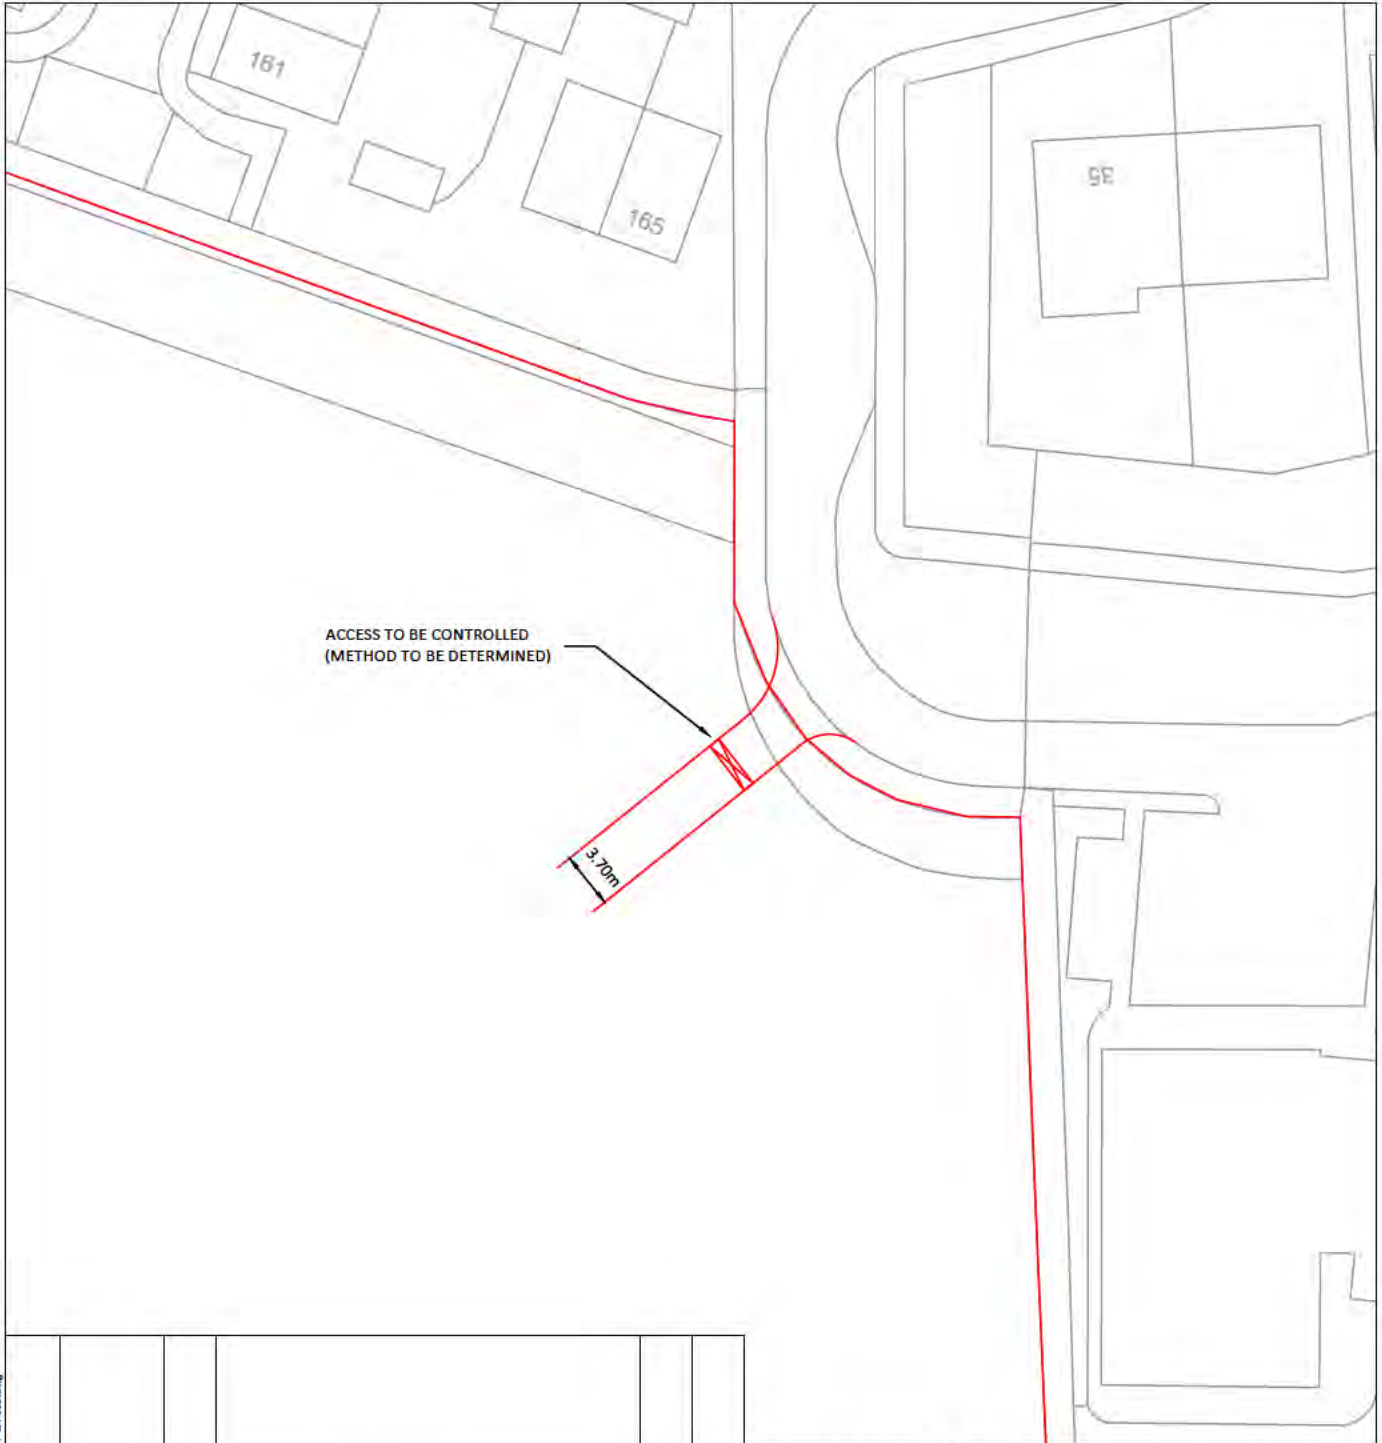 161
165
35
ACCESS TO BE CONTROLLED
(METHOD TO BE DETERMINED)
3.70m